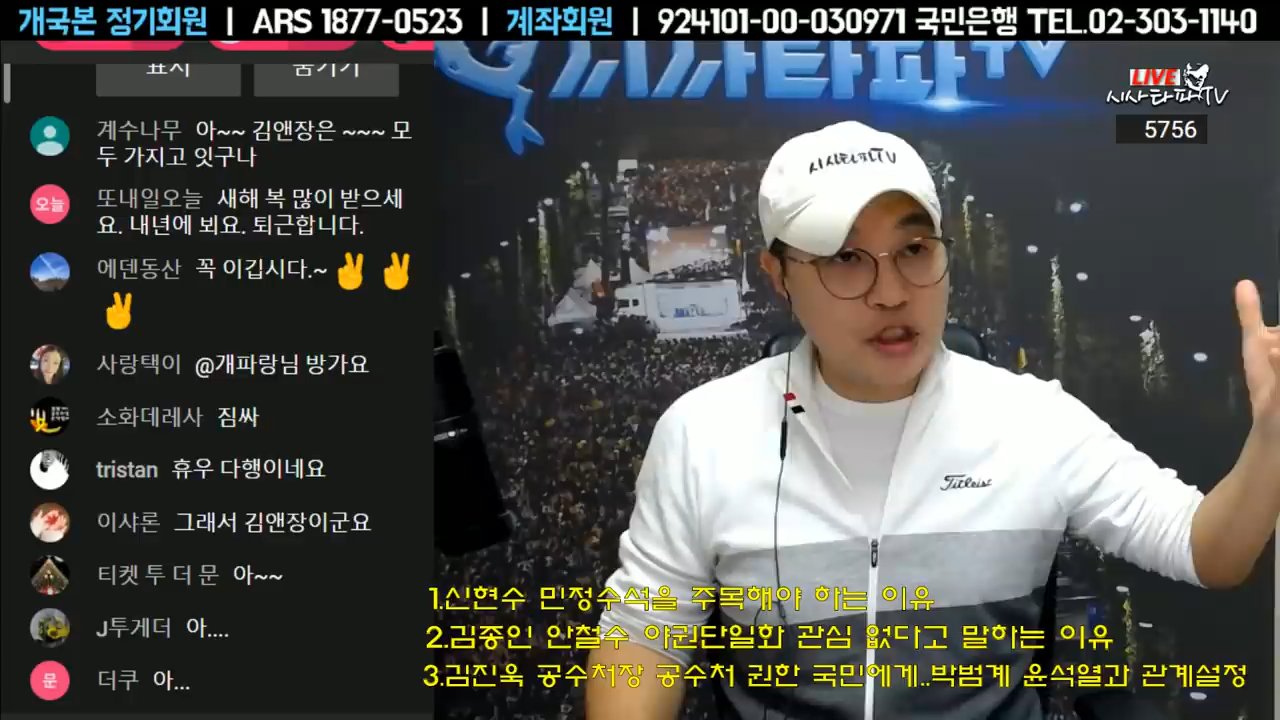 개국본 정기회원 | ARS 1877-0523 | 계좌회원 | 924101-00-030971 국민은행 TEL.02-303-1140
표시 숨기기
시사타파TV
LIVE
시사타파TV
5756
시사타파TV
계수나무 아~~ 김앤장은 ~~~ 모
두 가지고 잇구나
오늘 또내일오늘 새해 복 많이 받으세
요. 내년에 뵈요. 퇴근합니다.
에덴동산 꼭 이깁시다.~ ✌ ✌
✌
사랑택이 @개파랑님 방가요
소화데레사 짐싸
tristan 휴우 다행이네요
이샤론 그래서 김앤장이군요
티켓 투 더 문 아~~
J투게더 아....
문 더쿠 아...
Titleist
1.신현수 민정수석을 주목해야 하는 이유
2.김종인 안철수 야권단일화 관심 없다고 말하는 이유
3.김진욱 공수처장 공수처 권한 국민에게..박범계 윤석열과 관계설정